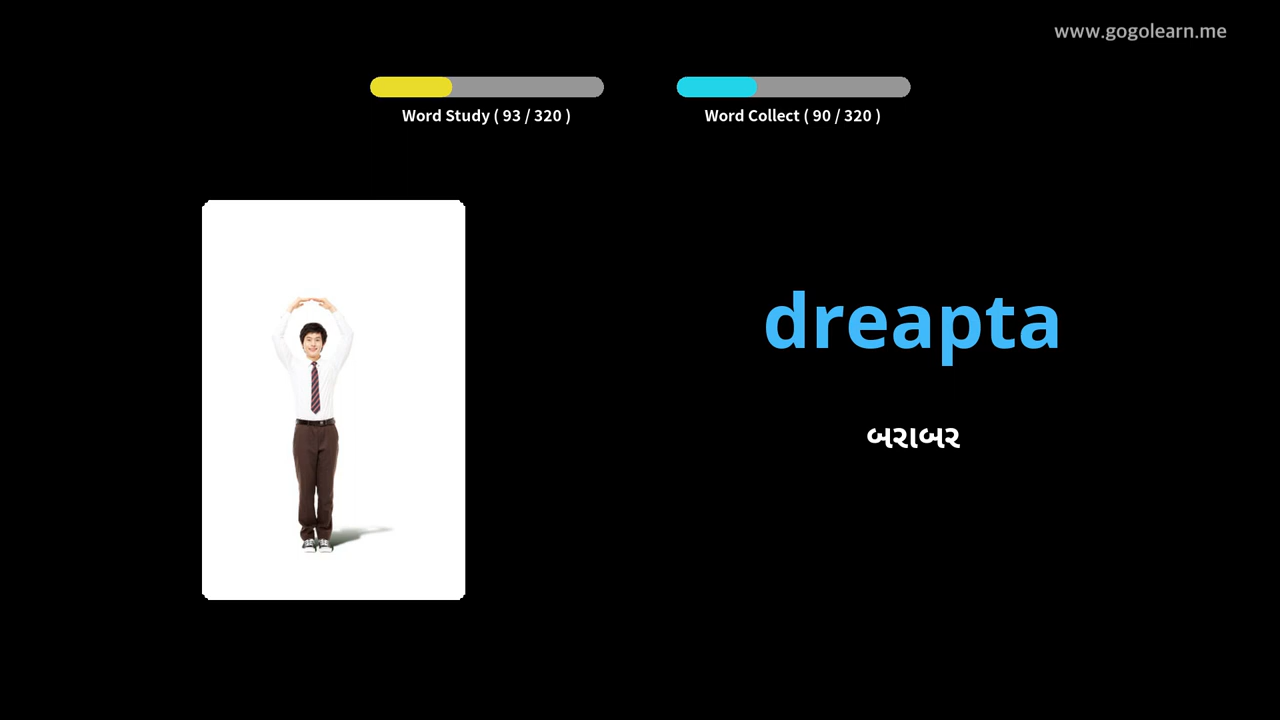 www.gogolearn.me
Word Study ( 93 / 320 )
Word Collect ( 90 / 320 )
dreapta
બરાબર